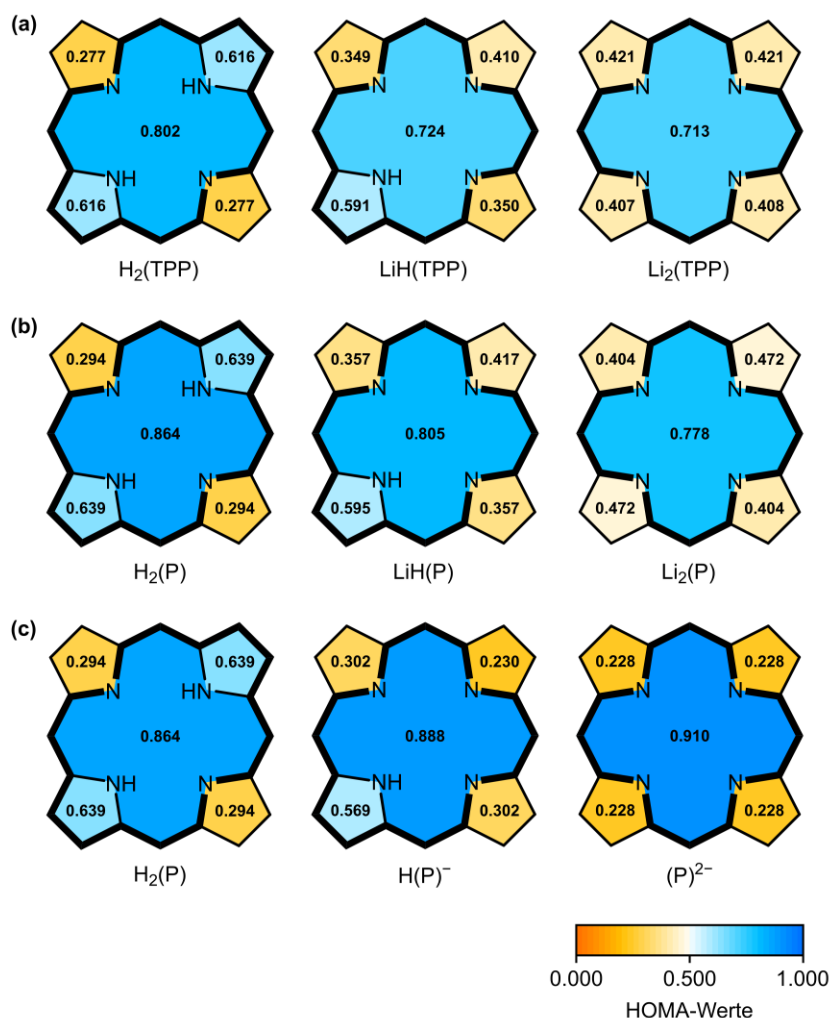 (a)
0.277 0.616 0.349 0.410 0.421 0.421
N HN N N N N
0.802 0.724 0.713
NH N NH N N N
0.616 0.277 0.591 0.350 0.407 0.408
H₂(TPP) LiH(TPP) Li₂(TPP)
(b)
0.294 0.639 0.357 0.417 0.404 0.472
N HN N N N N
0.864 0.805 0.778
NH N NH N N N
0.639 0.294 0.595 0.357 0.472 0.404
H₂(P) LiH(P) Li₂(P)
(c)
0.294 0.639 0.302 0.230 0.228 0.228
N HN N N N N
0.864 0.888 0.910
NH N NH N N N
0.639 0.294 0.569 0.302 0.228 0.228
H₂(P) H(P)⁻ (P)²⁻
0.000 0.500 1.000
HOMA-Werte